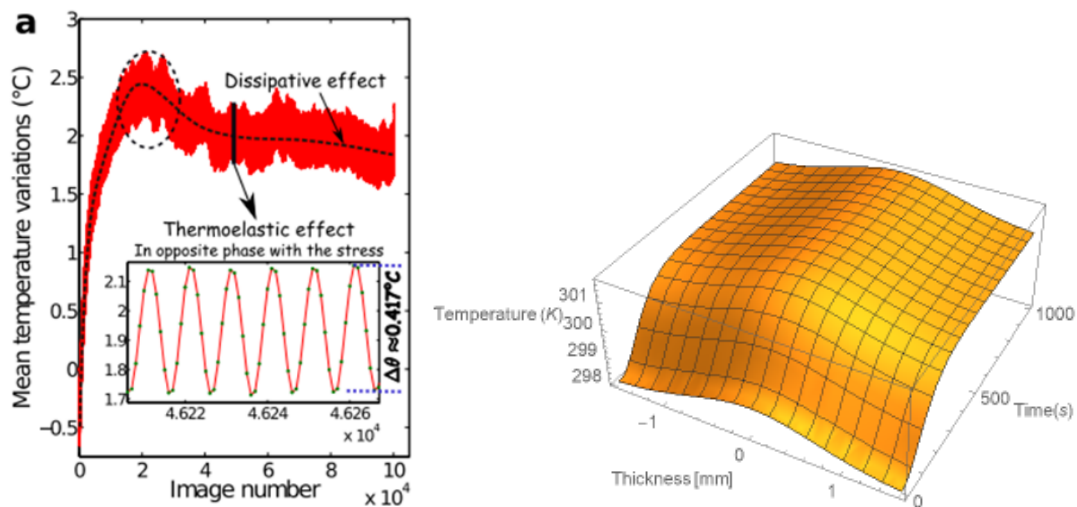 a
Mean temperature variations (°C)
3
2.5
2
1.5
1
0.5
0
−0.5
Dissipative effect
Thermoelastic effect
In opposite phase with the stress
2.1
2
1.9
1.8
1.7
Δθ ≈0.417°C
4.622 4.624 4.626
x 10⁴
0 2 4 6 8 10
Image number
x 10⁴
Temperature (K)
301
300
299
298
−1
0
1
Thickness [mm]
0
500
1000
Time(s)